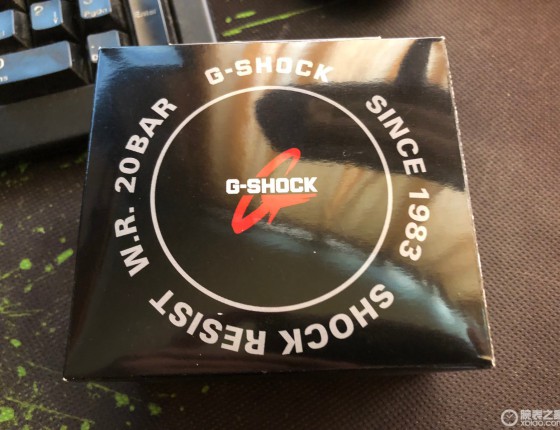 G-SHOCK
SINCE 1983
SHOCK RESIST
W.R. 20BAR
G-SHOCK
腕表之家
xbiao.com